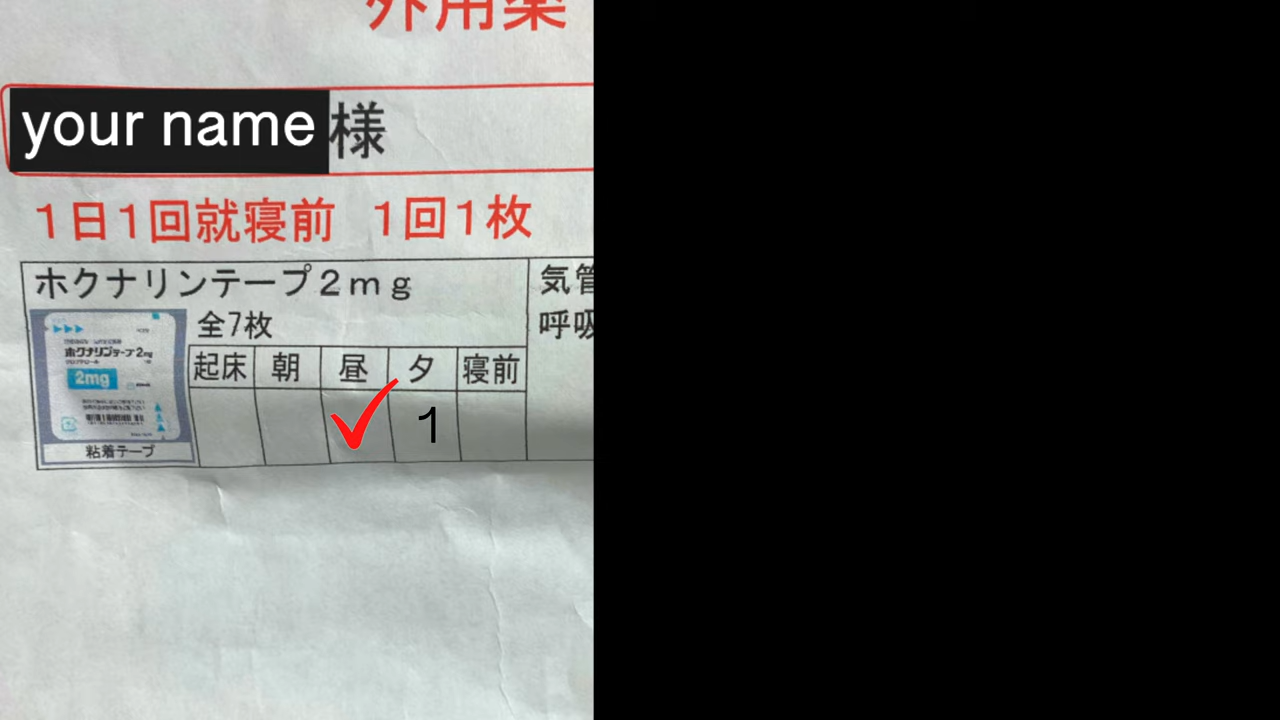 外用薬
your name 様
1日1回就寝前 1回1枚
ホクナリンテープ2mg
気管
全7枚
呼吸
起床 朝 昼 夕 寝前
1
ホクナリンテープ2mg
2mg
粘着テープ